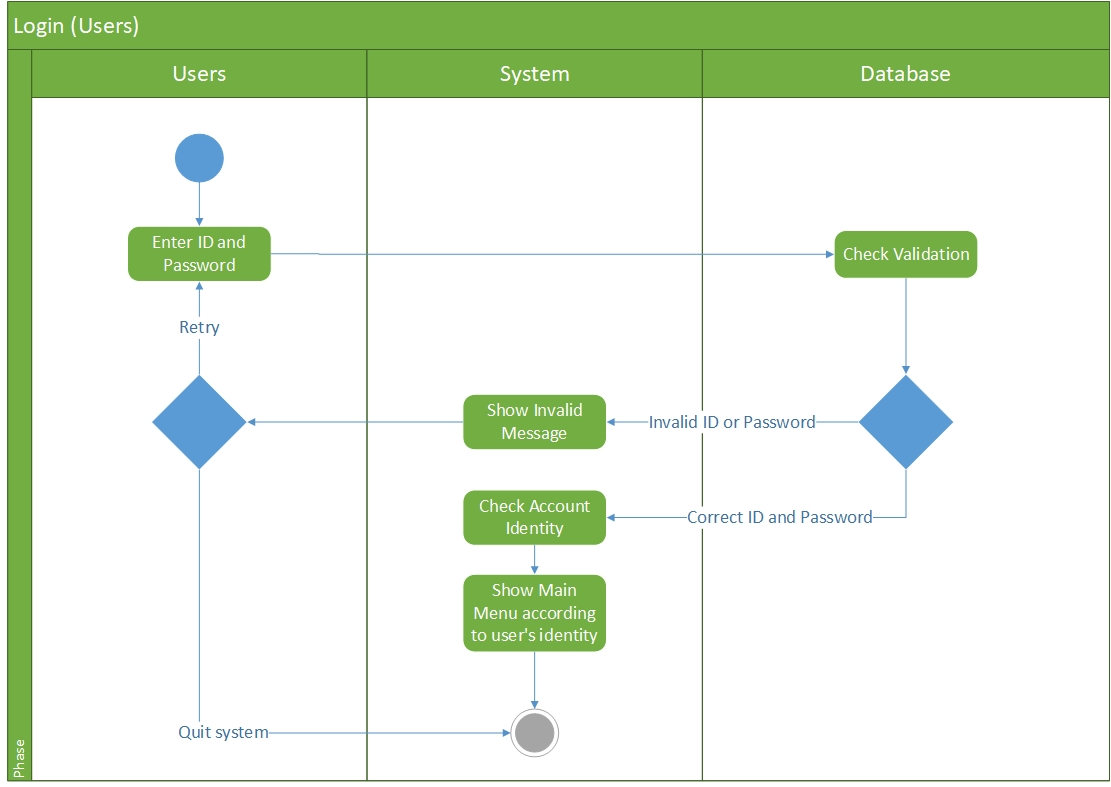 Login (Users)
Users
System
Database
Enter ID and
Password
Check Validation
Retry
Show Invalid
Message
Invalid ID or Password
Check Account
Identity
Correct ID and Password
Show Main
Menu according
to user's identity
Quit system
Phase